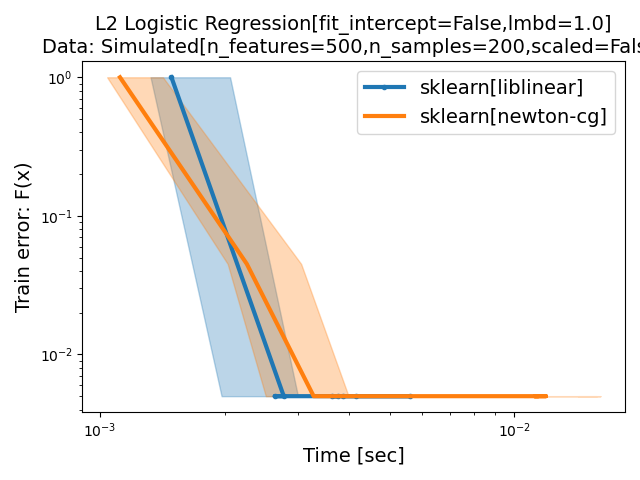 L2 Logistic Regression[fit_intercept=False,lmbd=1.0]
Data: Simulated[n_features=500,n_samples=200,scaled=Fals
sklearn[liblinear]
sklearn[newton-cg]
Train error: F(x)
10⁰
10⁻¹
10⁻²
10⁻³
10⁻²
Time [sec]